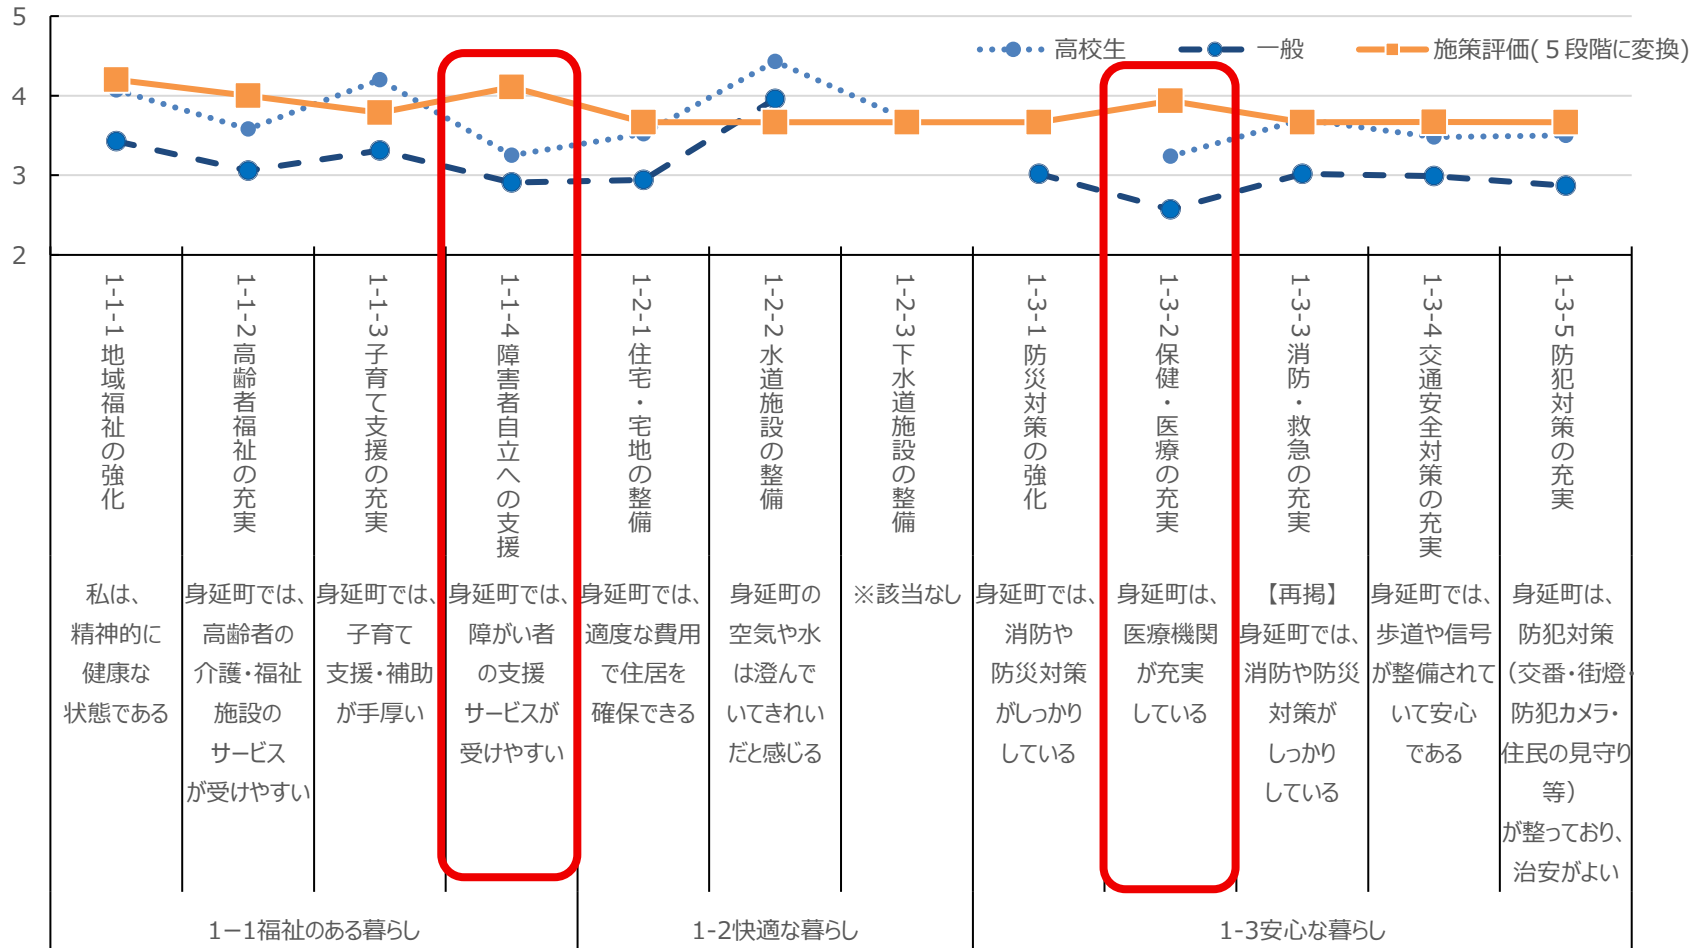 5
4
3
2
高校生
一般
施策評価(５段階に変換)
1-1-1地域福祉の強化
1-1-2高齢者福祉の充実
1-1-3子育て支援の充実
1-1-4障害者自立への支援
1-2-1住宅・宅地の整備
1-2-2水道施設の整備
1-2-3下水道施設の整備
1-3-1防災対策の強化
1-3-2保健・医療の充実
1-3-3消防・救急の充実
1-3-4交通安全対策の充実
1-3-5防犯対策の充実
私は、
精神的に
健康な
状態である
身延町では、
高齢者の
介護・福祉
施設の
サービス
が受けやすい
身延町では、
子育て
支援・補助
が手厚い
身延町では、
障がい者
の支援
サービスが
受けやすい
身延町では、
適度な費用
で住居を
確保できる
身延町の
空気や水
は澄んで
いてきれい
だと感じる
※該当なし
身延町では、
消防や
防災対策
がしっかり
している
身延町は、
医療機関
が充実
している
【再掲】
身延町では、
消防や防災
対策が
しっかり
している
身延町では、
歩道や信号
が整備されて
いて安心
である
身延町は、
防犯対策
（交番・街燈・
防犯カメラ・
住民の見守り
等）
が整っており、
治安がよい
1－1福祉のある暮らし
1-2快適な暮らし
1-3安心な暮らし